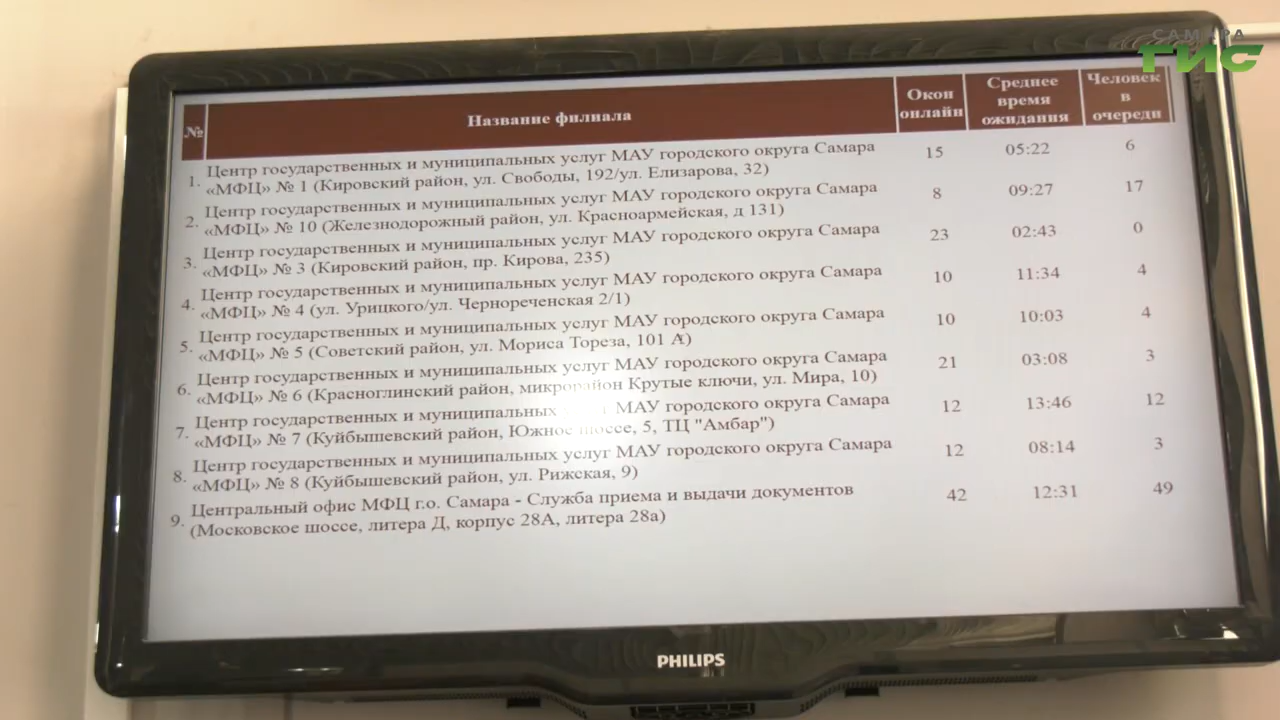 САМАРА
ГИС
№
Название филиала
Окон
онлайн
Среднее
время
ожидания
Человек
в
очереди
1. Центр государственных и муниципальных услуг МАУ городского округа Самара 15 05:22 6
«МФЦ» № 1 (Кировский район, ул. Свободы, 192/ул. Елизарова, 32)
2. Центр государственных и муниципальных услуг МАУ городского округа Самара 8 09:27 17
«МФЦ» № 10 (Железнодорожный район, ул. Красноармейская, д 131)
3. Центр государственных и муниципальных услуг МАУ городского округа Самара 23 02:43 0
«МФЦ» № 3 (Кировский район, пр. Кирова, 235)
4. Центр государственных и муниципальных услуг МАУ городского округа Самара 10 11:34 4
«МФЦ» № 4 (ул. Урицкого/ул. Чернореченская 2/1)
5. Центр государственных и муниципальных услуг МАУ городского округа Самара 10 10:03 4
«МФЦ» № 5 (Советский район, ул. Мориса Тореза, 101 А)
6. Центр государственных и муниципальных услуг МАУ городского округа Самара 21 03:08 3
«МФЦ» № 6 (Красноглинский район, микрорайон Крутые ключи, ул. Мира, 10)
7. Центр государственных и муниципальных услуг МАУ городского округа Самара 12 13:46 12
«МФЦ» № 7 (Куйбышевский район, Южное шоссе, 5, ТЦ "Амбар")
8. Центр государственных и муниципальных услуг МАУ городского округа Самара 12 08:14 3
«МФЦ» № 8 (Куйбышевский район, ул. Рижская, 9)
9. Центральный офис МФЦ г.о. Самара - Служба приема и выдачи документов 42 12:31 49
(Московское шоссе, литера Д, корпус 28А, литера 28а)
PHILIPS